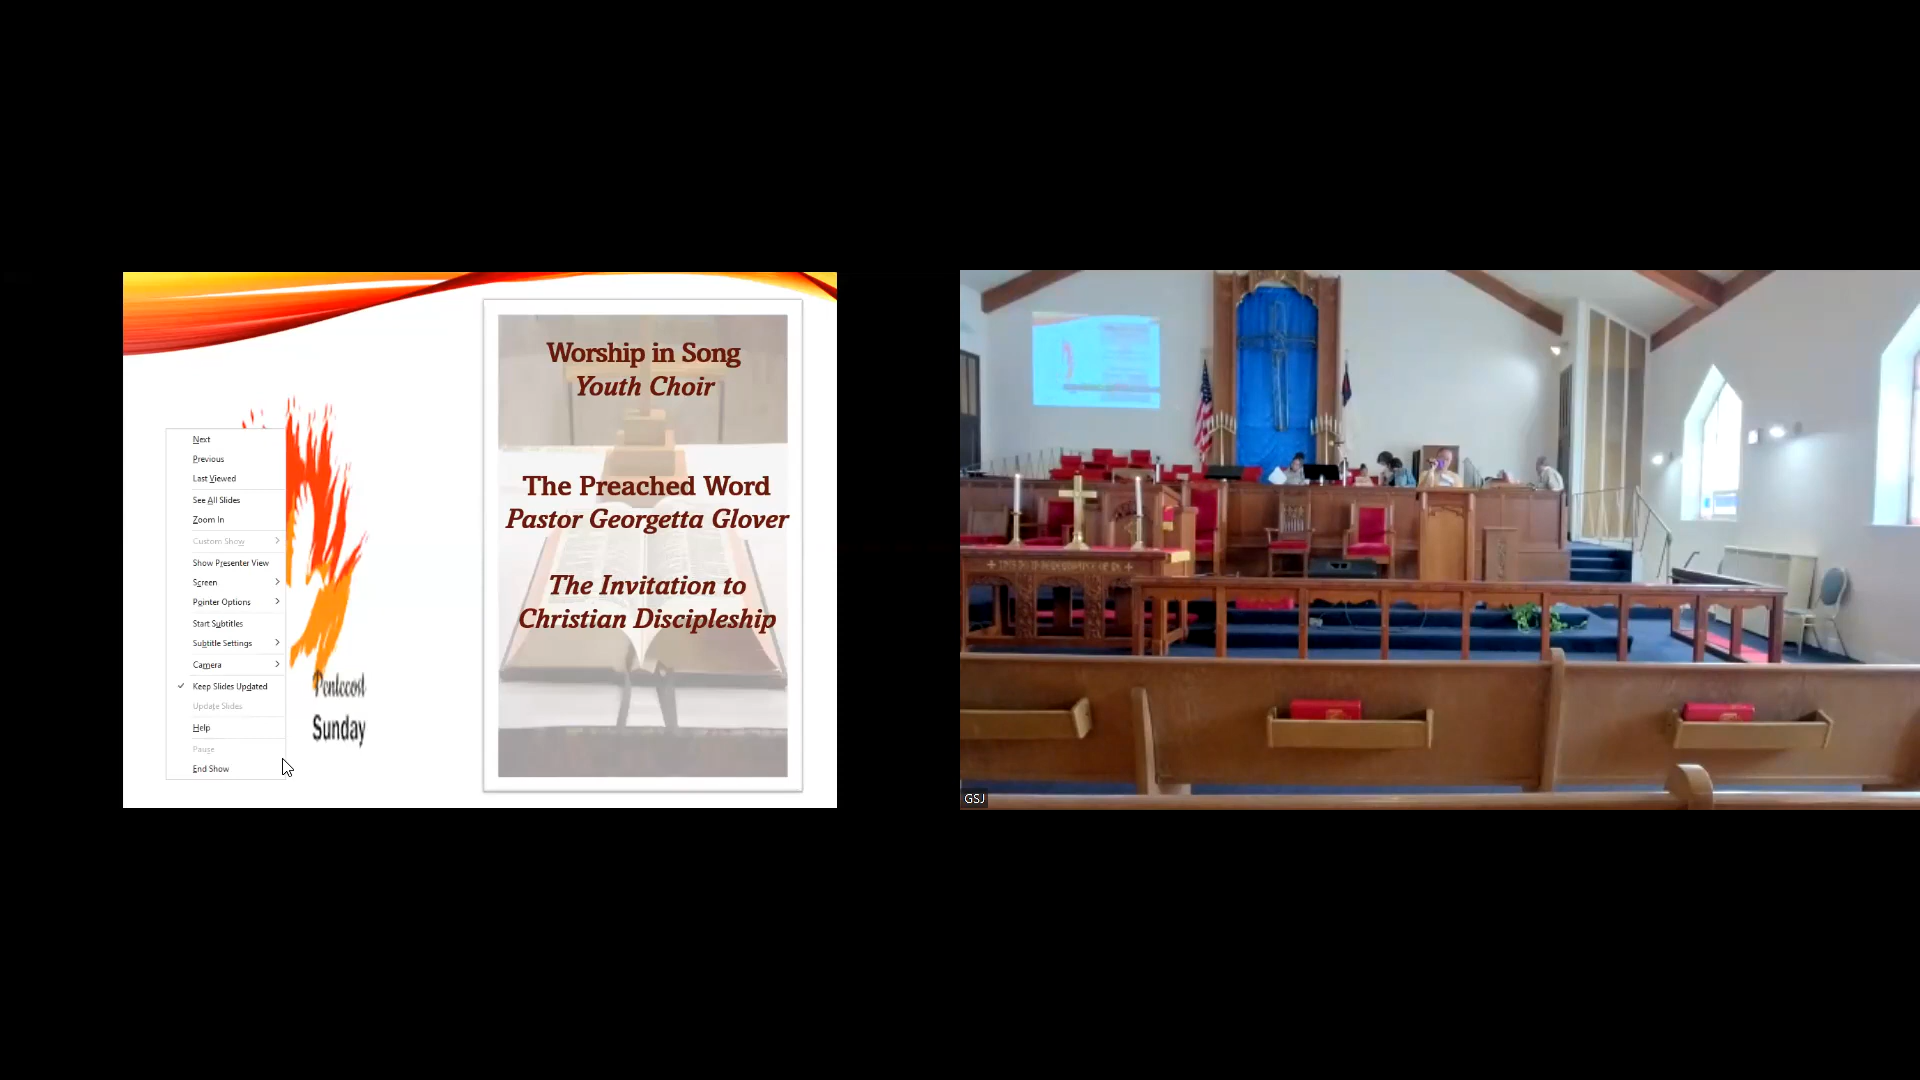 Worship in Song
Youth Choir
The Preached Word
Pastor Georgetta Glover
The Invitation to
Christian Discipleship
Next
Previous
Last Viewed
See All Slides
Zoom In
Custom Show
Show Presenter View
Screen
Pointer Options
Start Subtitles
Subtitle Settings
Camera
Keep Slides Updated
Update Slides
Help
Pause
End Show
Pentecost
Sunday
GSJ